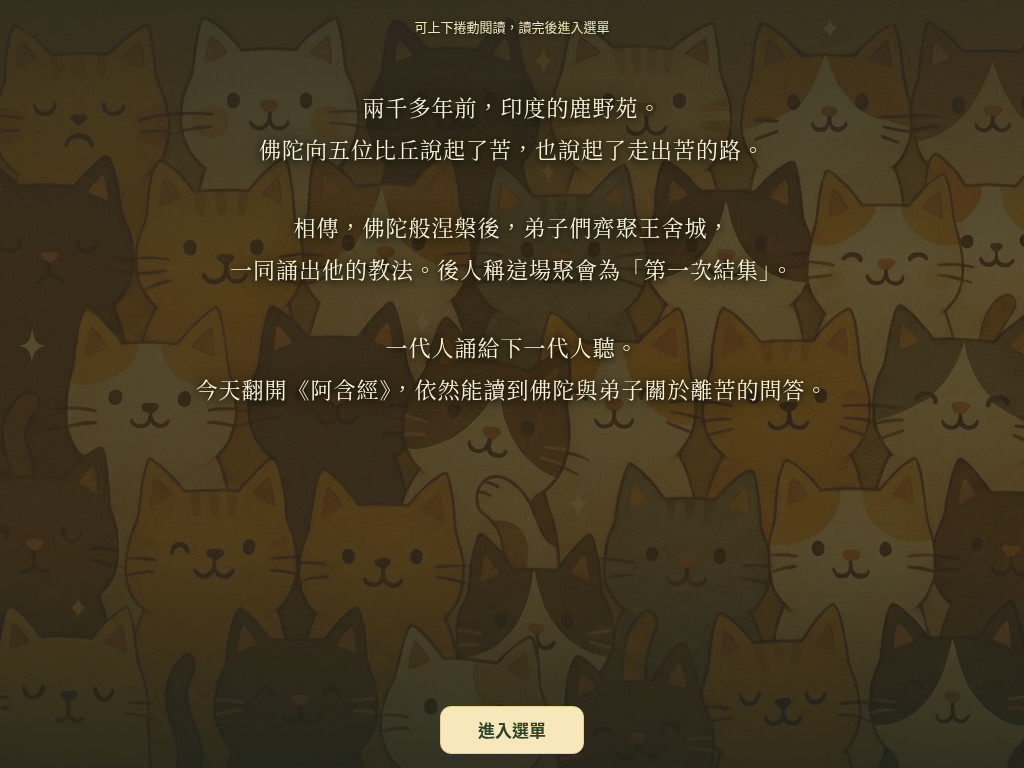 可上下捲動閱讀，讀完後進入選單
兩千多年前，印度的鹿野苑。
佛陀向五位比丘說起了苦，也說起了走出苦的路。
相傳，佛陀般涅槃後，弟子們齊聚王舍城，
一同誦出他的教法。後人稱這場聚會為「第一次結集」。
一代人誦給下一代人聽。
今天翻開《阿含經》，依然能讀到佛陀與弟子關於離苦的問答。
進入選單